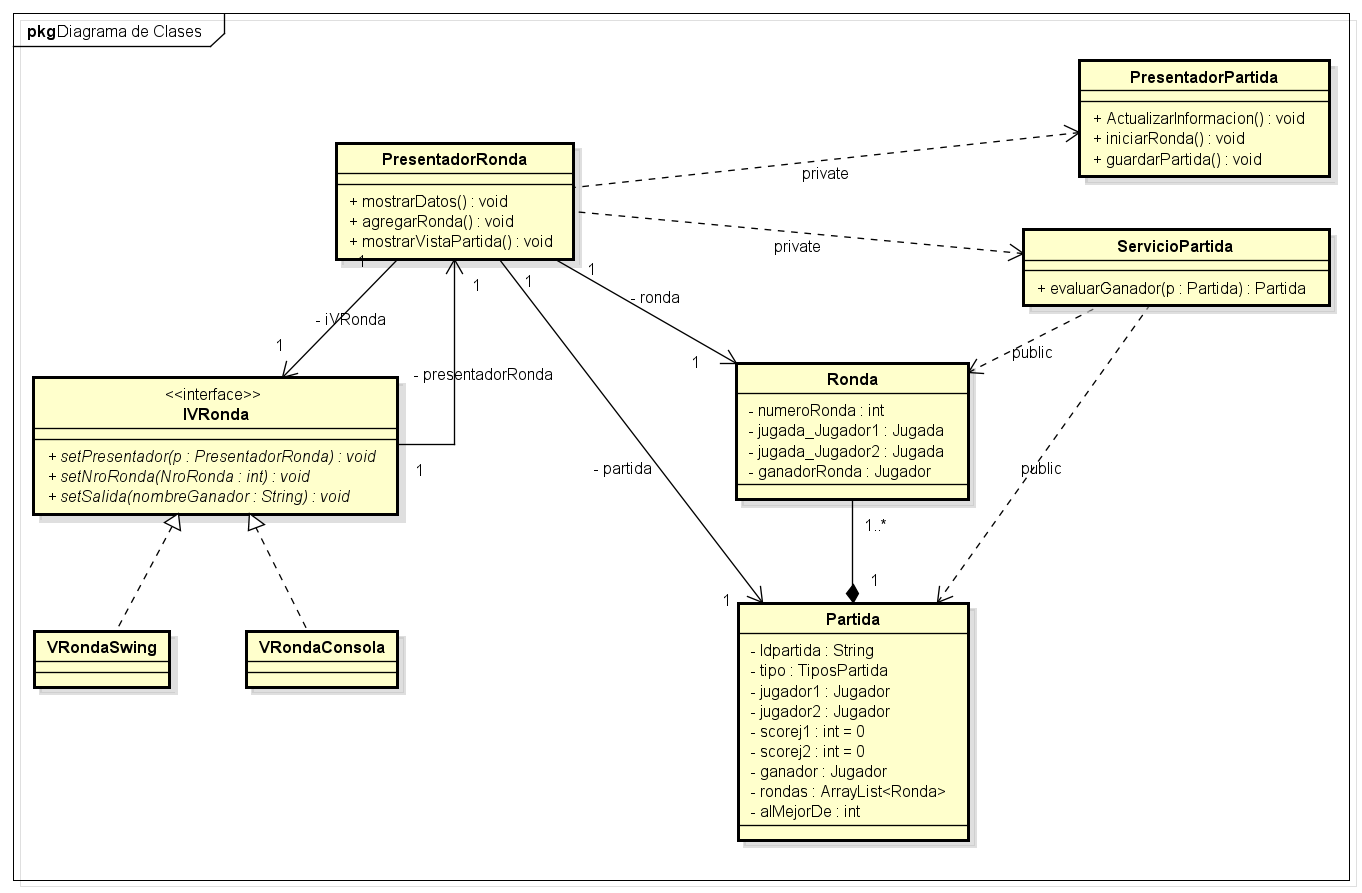 pkg Diagrama de Clases
PresentadorPartida
+ ActualizarInformacion() : void
+ iniciarRonda() : void
+ guardarPartida() : void
private
PresentadorRonda
+ mostrarDatos() : void
+ agregarRonda() : void
+ mostrarVistaPartida() : void
private
ServicioPartida
+ evaluarGanador(p : Partida) : Partida
1
1
1
1
- ronda
- iVRonda
1
1
public
- presentadorRonda
<<interface>>
IVRonda
+ setPresentador(p : PresentadorRonda) : void
+ setNroRonda(NroRonda : int) : void
+ setSalida(nombreGanador : String) : void
1
Ronda
- numeroRonda : int
- jugada_Jugador1 : Jugada
- jugada_Jugador2 : Jugada
- ganadorRonda : Jugador
- partida
public
1..*
1
1
VRondaSwing
VRondaConsola
Partida
- Idpartida : String
- tipo : TiposPartida
- jugador1 : Jugador
- jugador2 : Jugador
- scorej1 : int = 0
- scorej2 : int = 0
- ganador : Jugador
- rondas : ArrayList<Ronda>
- alMejorDe : int